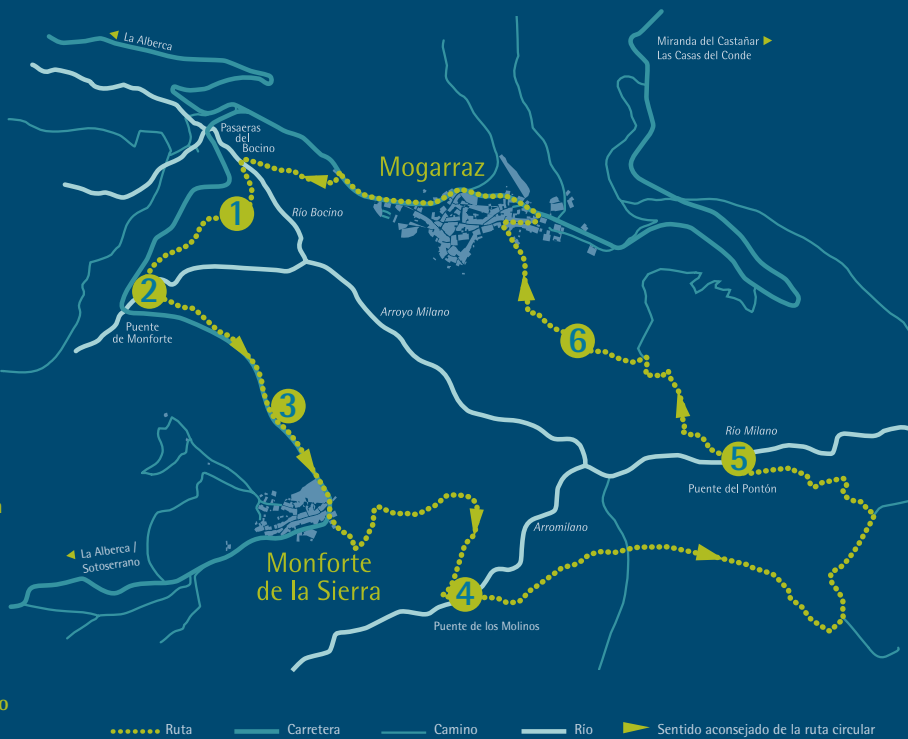 La Alberca
Miranda del Castañar
Las Casas del Conde
Pasaeras
del
Bocino
Mogarraz
1
Río Bocino
2
Puente
de Monforte
Arroyo Milano
6
3
Río Milano
5
Puente del Pontón
Arromilano
La Alberca /
Sotoserrano
Monforte
de la Sierra
4
Puente de los Molinos
Ruta
Carretera
Camino
Río
Sentido aconsejado de la ruta circular